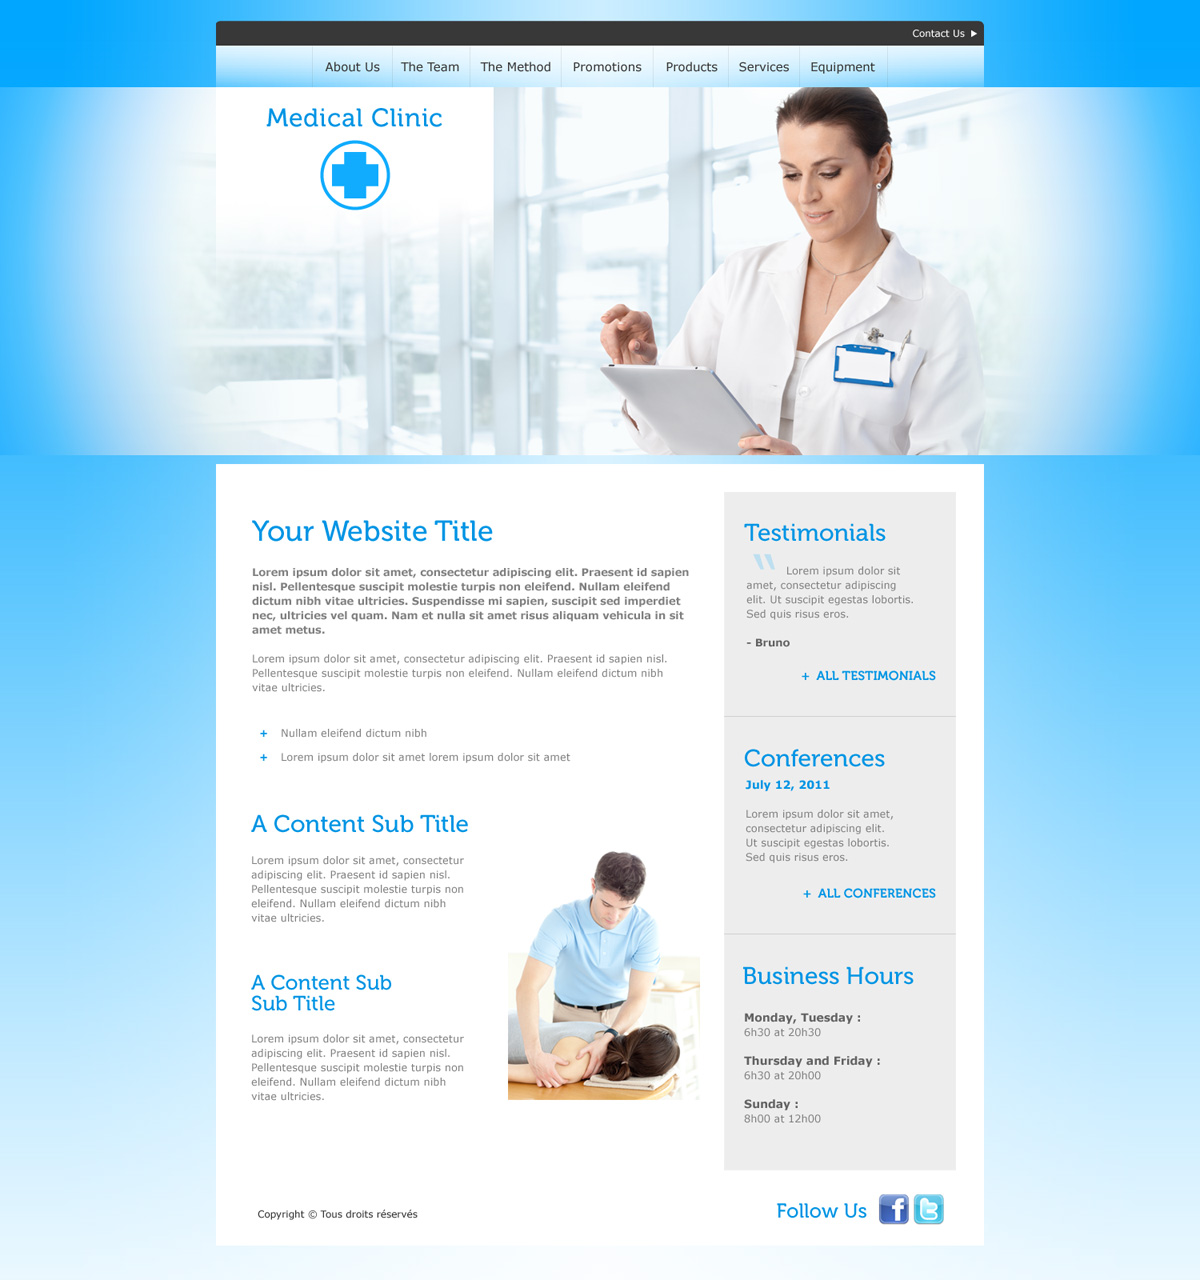 Contact Us
About Us
The Team
The Method
Promotions
Products
Services
Equipment
Medical Clinic
Your Website Title
Lorem ipsum dolor sit amet, consectetur adipiscing elit. Praesent id sapien
nisl. Pellentesque suscipit molestie turpis non eleifend. Nullam eleifend
dictum nibh vitae ultricies. Suspendisse mi sapien, suscipit sed imperdiet
nec, ultricies vel quam. Nam et nulla sit amet risus aliquam vehicula in sit
amet metus.
Lorem ipsum dolor sit amet, consectetur adipiscing elit. Praesent id sapien nisl.
Pellentesque suscipit molestie turpis non eleifend. Nullam eleifend dictum nibh
vitae ultricies.
+ Nullam eleifend dictum nibh
+ Lorem ipsum dolor sit amet lorem ipsum dolor sit amet
A Content Sub Title
Lorem ipsum dolor sit amet, consectetur
adipiscing elit. Praesent id sapien nisl.
Pellentesque suscipit molestie turpis non
eleifend. Nullam eleifend dictum nibh
vitae ultricies.
A Content Sub
Sub Title
Lorem ipsum dolor sit amet, consectetur
adipiscing elit. Praesent id sapien nisl.
Pellentesque suscipit molestie turpis non
eleifend. Nullam eleifend dictum nibh
vitae ultricies.
Testimonials
" Lorem ipsum dolor sit
amet, consectetur adipiscing
elit. Ut suscipit egestas lobortis.
Sed quis risus eros.
- Bruno
+ ALL TESTIMONIALS
Conferences
July 12, 2011
Lorem ipsum dolor sit amet,
consectetur adipiscing elit.
Ut suscipit egestas lobortis.
Sed quis risus eros.
+ ALL CONFERENCES
Business Hours
Monday, Tuesday :
6h30 at 20h30
Thursday and Friday :
6h30 at 20h00
Sunday :
8h00 at 12h00
Copyright © Tous droits réservés
Follow Us
f
t